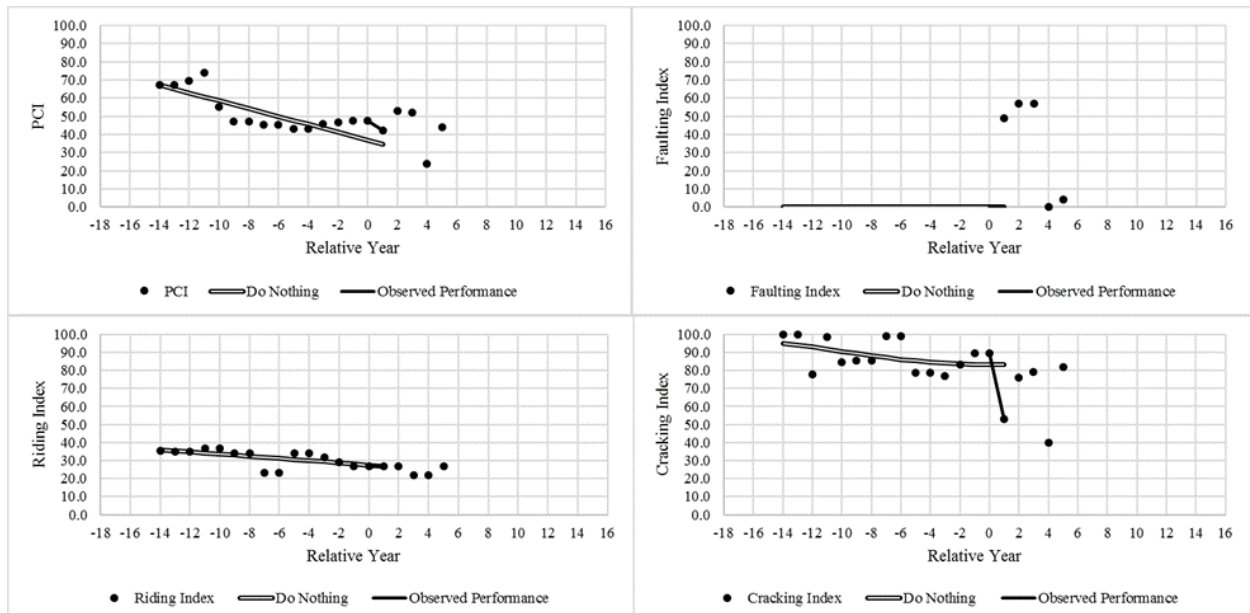 PCI
100.0
90.0
80.0
70.0
60.0
50.0
40.0
30.0
20.0
10.0
0.0
-18 -16 -14 -12 -10 -8 -6 -4 -2 0 2 4 6 8 10 12 14 16
Relative Year
PCI Do Nothing Observed Performance
Faulting Index
100.0
90.0
80.0
70.0
60.0
50.0
40.0
30.0
20.0
10.0
0.0
-18 -16 -14 -12 -10 -8 -6 -4 -2 0 2 4 6 8 10 12 14 16
Relative Year
Faulting Index Do Nothing Observed Performance
Riding Index
100.0
90.0
80.0
70.0
60.0
50.0
40.0
30.0
20.0
10.0
0.0
-18 -16 -14 -12 -10 -8 -6 -4 -2 0 2 4 6 8 10 12 14 16
Relative Year
Riding Index Do Nothing Observed Performance
Cracking Index
100.0
90.0
80.0
70.0
60.0
50.0
40.0
30.0
20.0
10.0
0.0
-18 -16 -14 -12 -10 -8 -6 -4 -2 0 2 4 6 8 10 12 14 16
Relative Year
Cracking Index Do Nothing Observed Performance